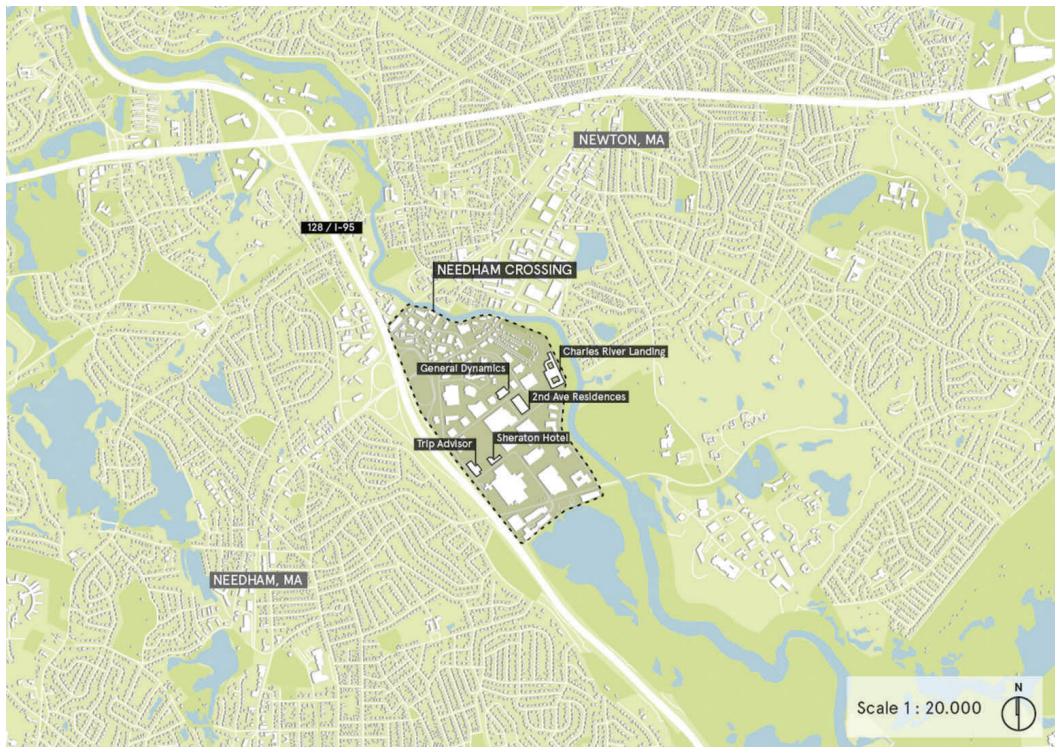 NEWTON, MA
128 / I-95
NEEDHAM CROSSING
Charles River Landing
General Dynamics
2nd Ave Residences
Trip Advisor
Sheraton Hotel
NEEDHAM, MA
N
Scale 1 : 20.000